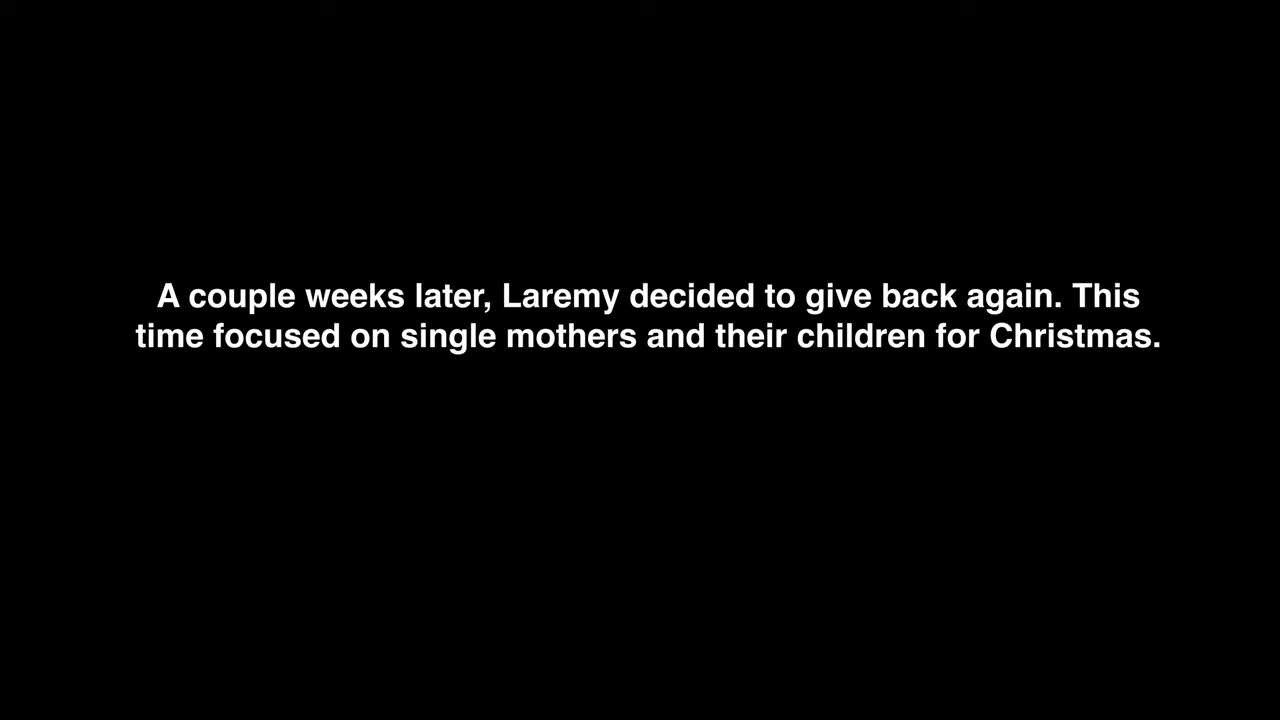 A couple weeks later, Laremy decided to give back again. This
time focused on single mothers and their children for Christmas.